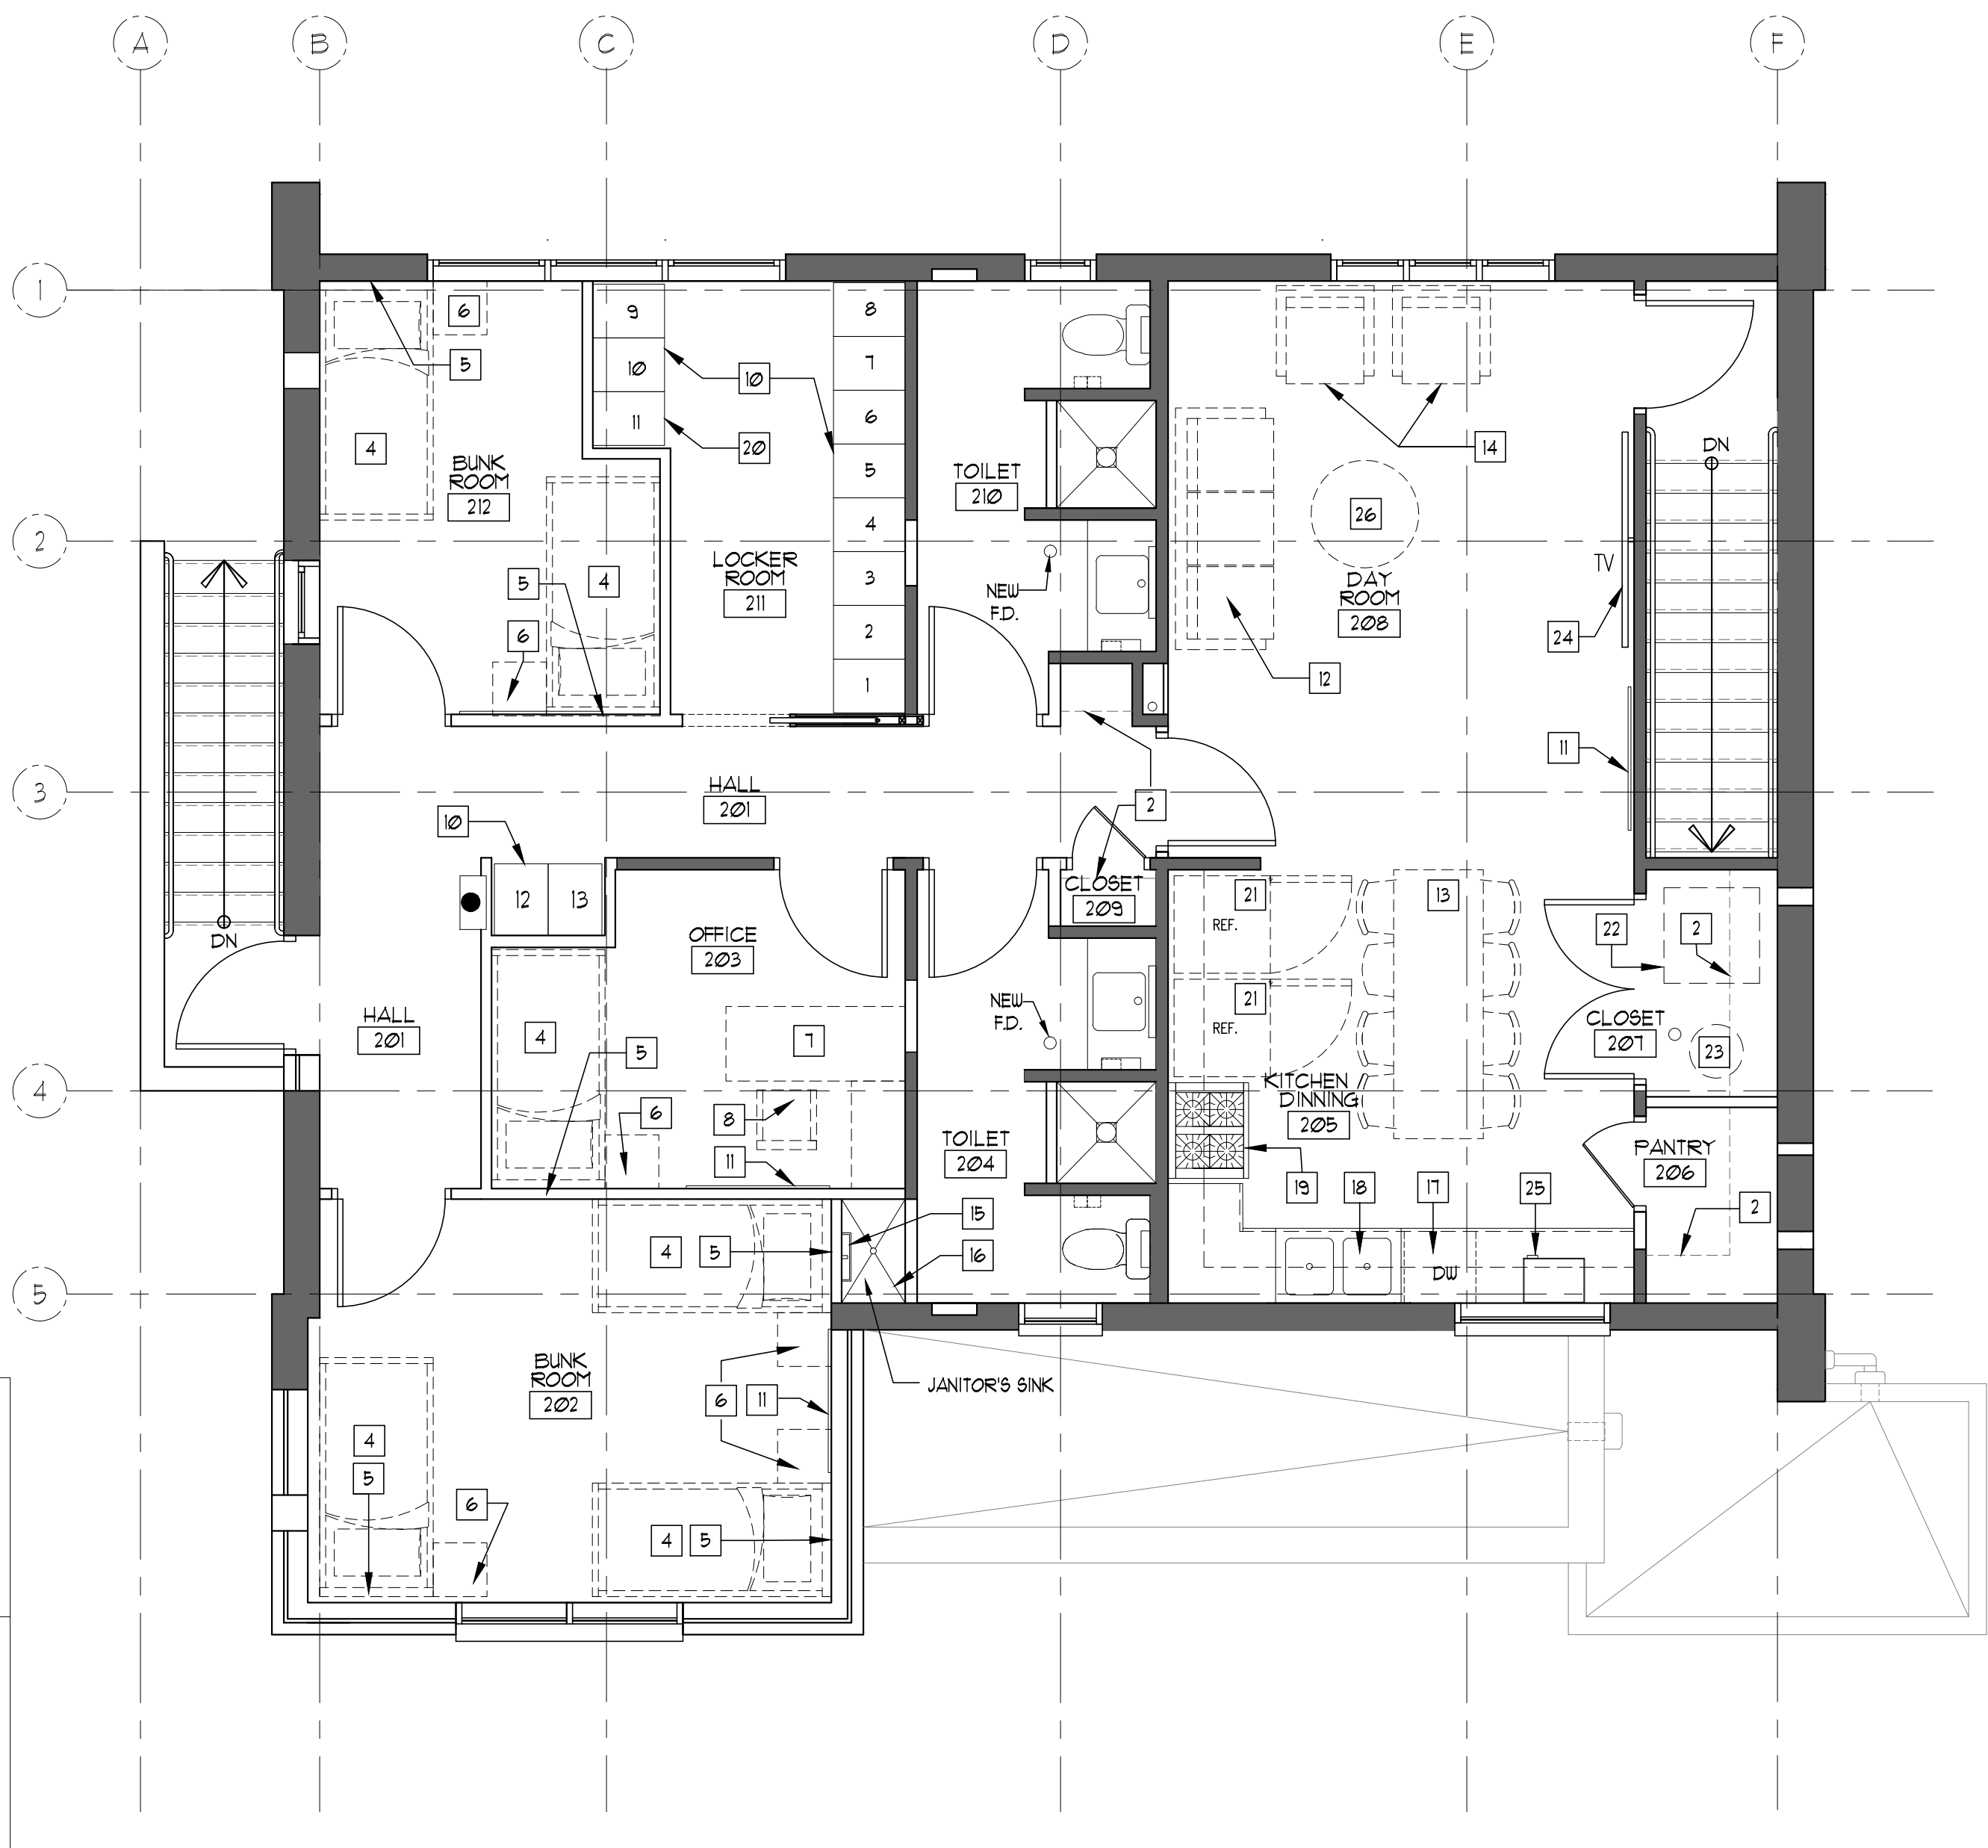 A B C D E F
1
6 9 8
5 10 10 7
11 20 6
4 14
BUNK
ROOM
212
TOILET
210
5
DN
26
4
2
LOCKER
ROOM
211
3
5 4
NEW
F.D.
TV
DAY
ROOM
208
6 2 24
12
1
11
3
HALL
201
2
10
12 13
CLOSET
209
21
REF.
13
22 2
DN
OFFICE
203
HALL
201
4
5
7
NEW
F.D.
21
REF.
CLOSET
207
23
4
6
8
11
KITCHEN
DINNING
205
TOILET
204
PANTRY
206
19 18 17 25
15
2
4 5
16
DW
5
BUNK
ROOM
202
6 11
JANITOR'S SINK
4
5
6
4 5